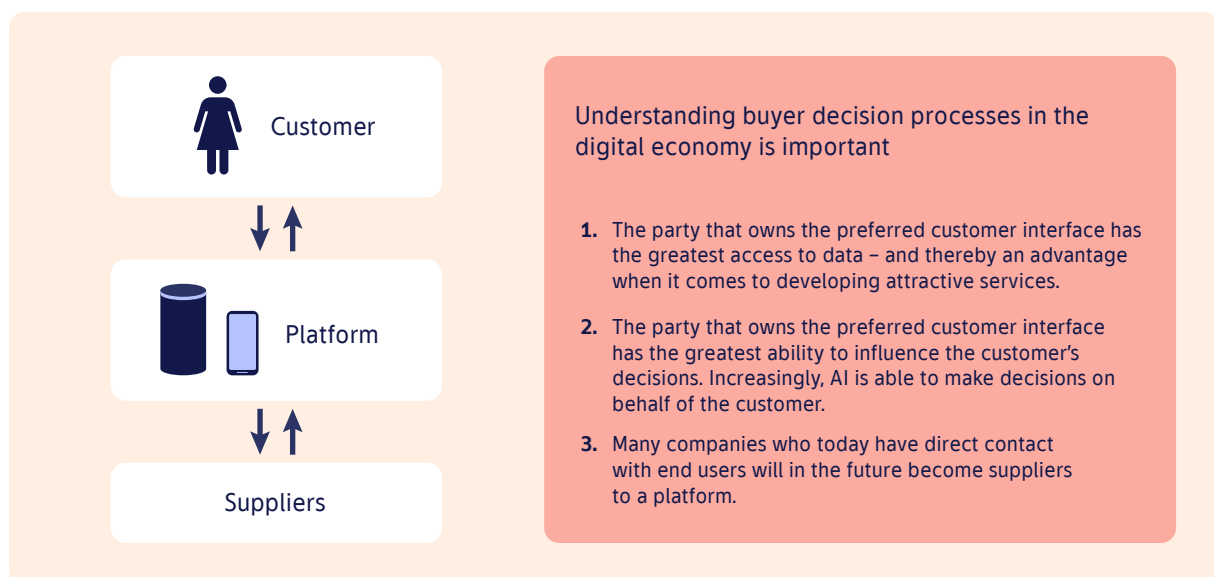 Customer
Platform
Suppliers
Understanding buyer decision processes in the
digital economy is important
1. The party that owns the preferred customer interface has
the greatest access to data – and thereby an advantage
when it comes to developing attractive services.
2. The party that owns the preferred customer interface
has the greatest ability to influence the customer’s
decisions. Increasingly, AI is able to make decisions on
behalf of the customer.
3. Many companies who today have direct contact
with end users will in the future become suppliers
to a platform.